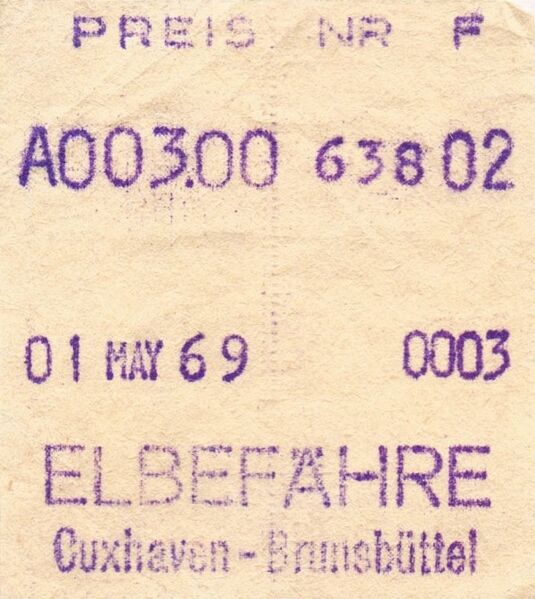 PREIS NR F
A003.00 638 02
01 MAY 69 0003
ELBEFÄHRE
Cuxhaven - Brunsbüttel